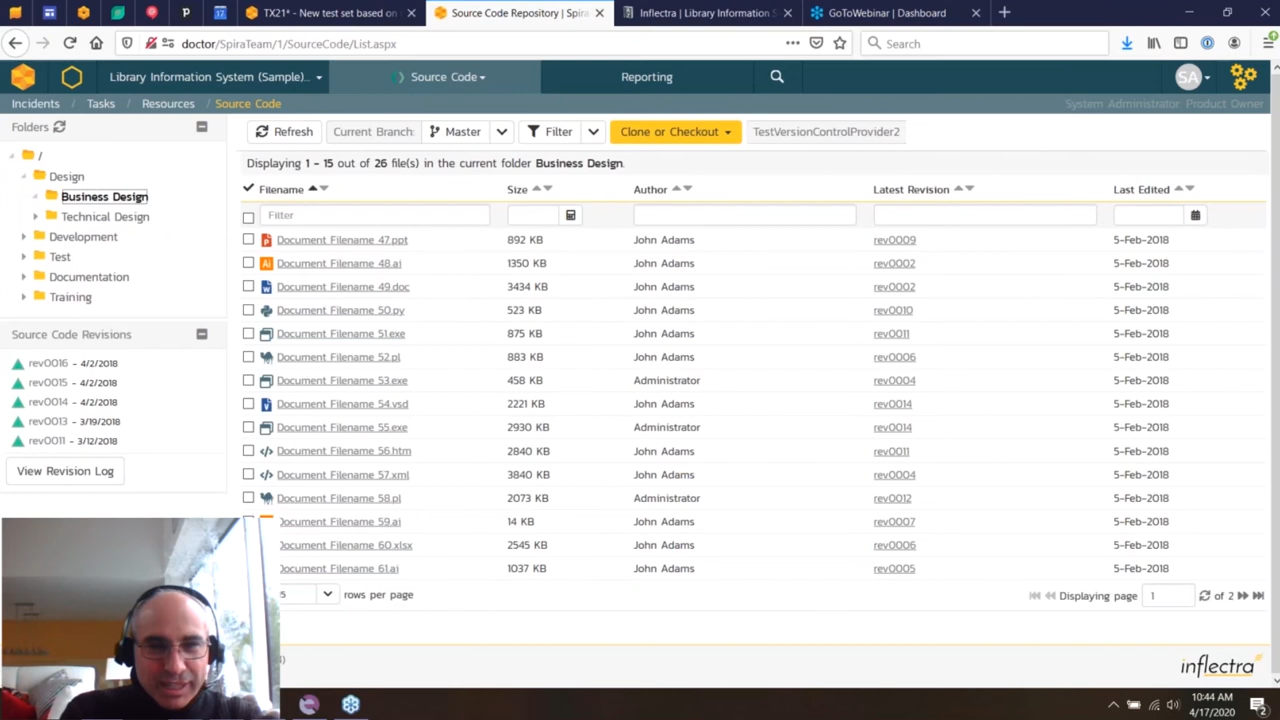 TX21* - New test set based on
Source Code Repository | Spira
Inflectra | Library Information S
GoToWebinar | Dashboard
doctor/SpiraTeam/1/SourceCode/List.aspx
Search
Library Information System (Sample)...
Source Code
Reporting
SA
Incidents / Tasks / Resources / Source Code
System Administrator: Product Owner
Folders
Refresh
Current Branch:
Master
Filter
Clone or Checkout
TestVersionControlProvider2
/
Design
Business Design
Technical Design
Development
Test
Documentation
Training
Displaying 1 - 15 out of 26 file(s) in the current folder Business Design.
Filename Size Author Latest Revision Last Edited
Filter
Document Filename 47.ppt 892 KB John Adams rev0009 5-Feb-2018
Document Filename 48.ai 1350 KB John Adams rev0002 5-Feb-2018
Document Filename 49.doc 3434 KB John Adams rev0002 5-Feb-2018
Document Filename 50.py 523 KB John Adams rev0010 5-Feb-2018
Document Filename 51.exe 875 KB John Adams rev0011 5-Feb-2018
Document Filename 52.pl 883 KB John Adams rev0006 5-Feb-2018
Document Filename 53.exe 458 KB Administrator rev0004 5-Feb-2018
Document Filename 54.vsd 2221 KB John Adams rev0014 5-Feb-2018
Document Filename 55.exe 2930 KB Administrator rev0014 5-Feb-2018
Document Filename 56.htm 2840 KB John Adams rev0011 5-Feb-2018
Document Filename 57.xml 3840 KB John Adams rev0004 5-Feb-2018
Document Filename 58.pl 2073 KB Administrator rev0012 5-Feb-2018
Document Filename 59.ai 14 KB John Adams rev0007 5-Feb-2018
Document Filename 60.xlsx 2545 KB John Adams rev0006 5-Feb-2018
Document Filename 61.ai 1037 KB John Adams rev0005 5-Feb-2018
Source Code Revisions
rev0016 - 4/2/2018
rev0015 - 4/2/2018
rev0014 - 4/2/2018
rev0013 - 3/19/2018
rev0011 - 3/12/2018
View Revision Log
5 rows per page
Displaying page 1 of 2
inflectra
10:44 AM
4/17/2020
2